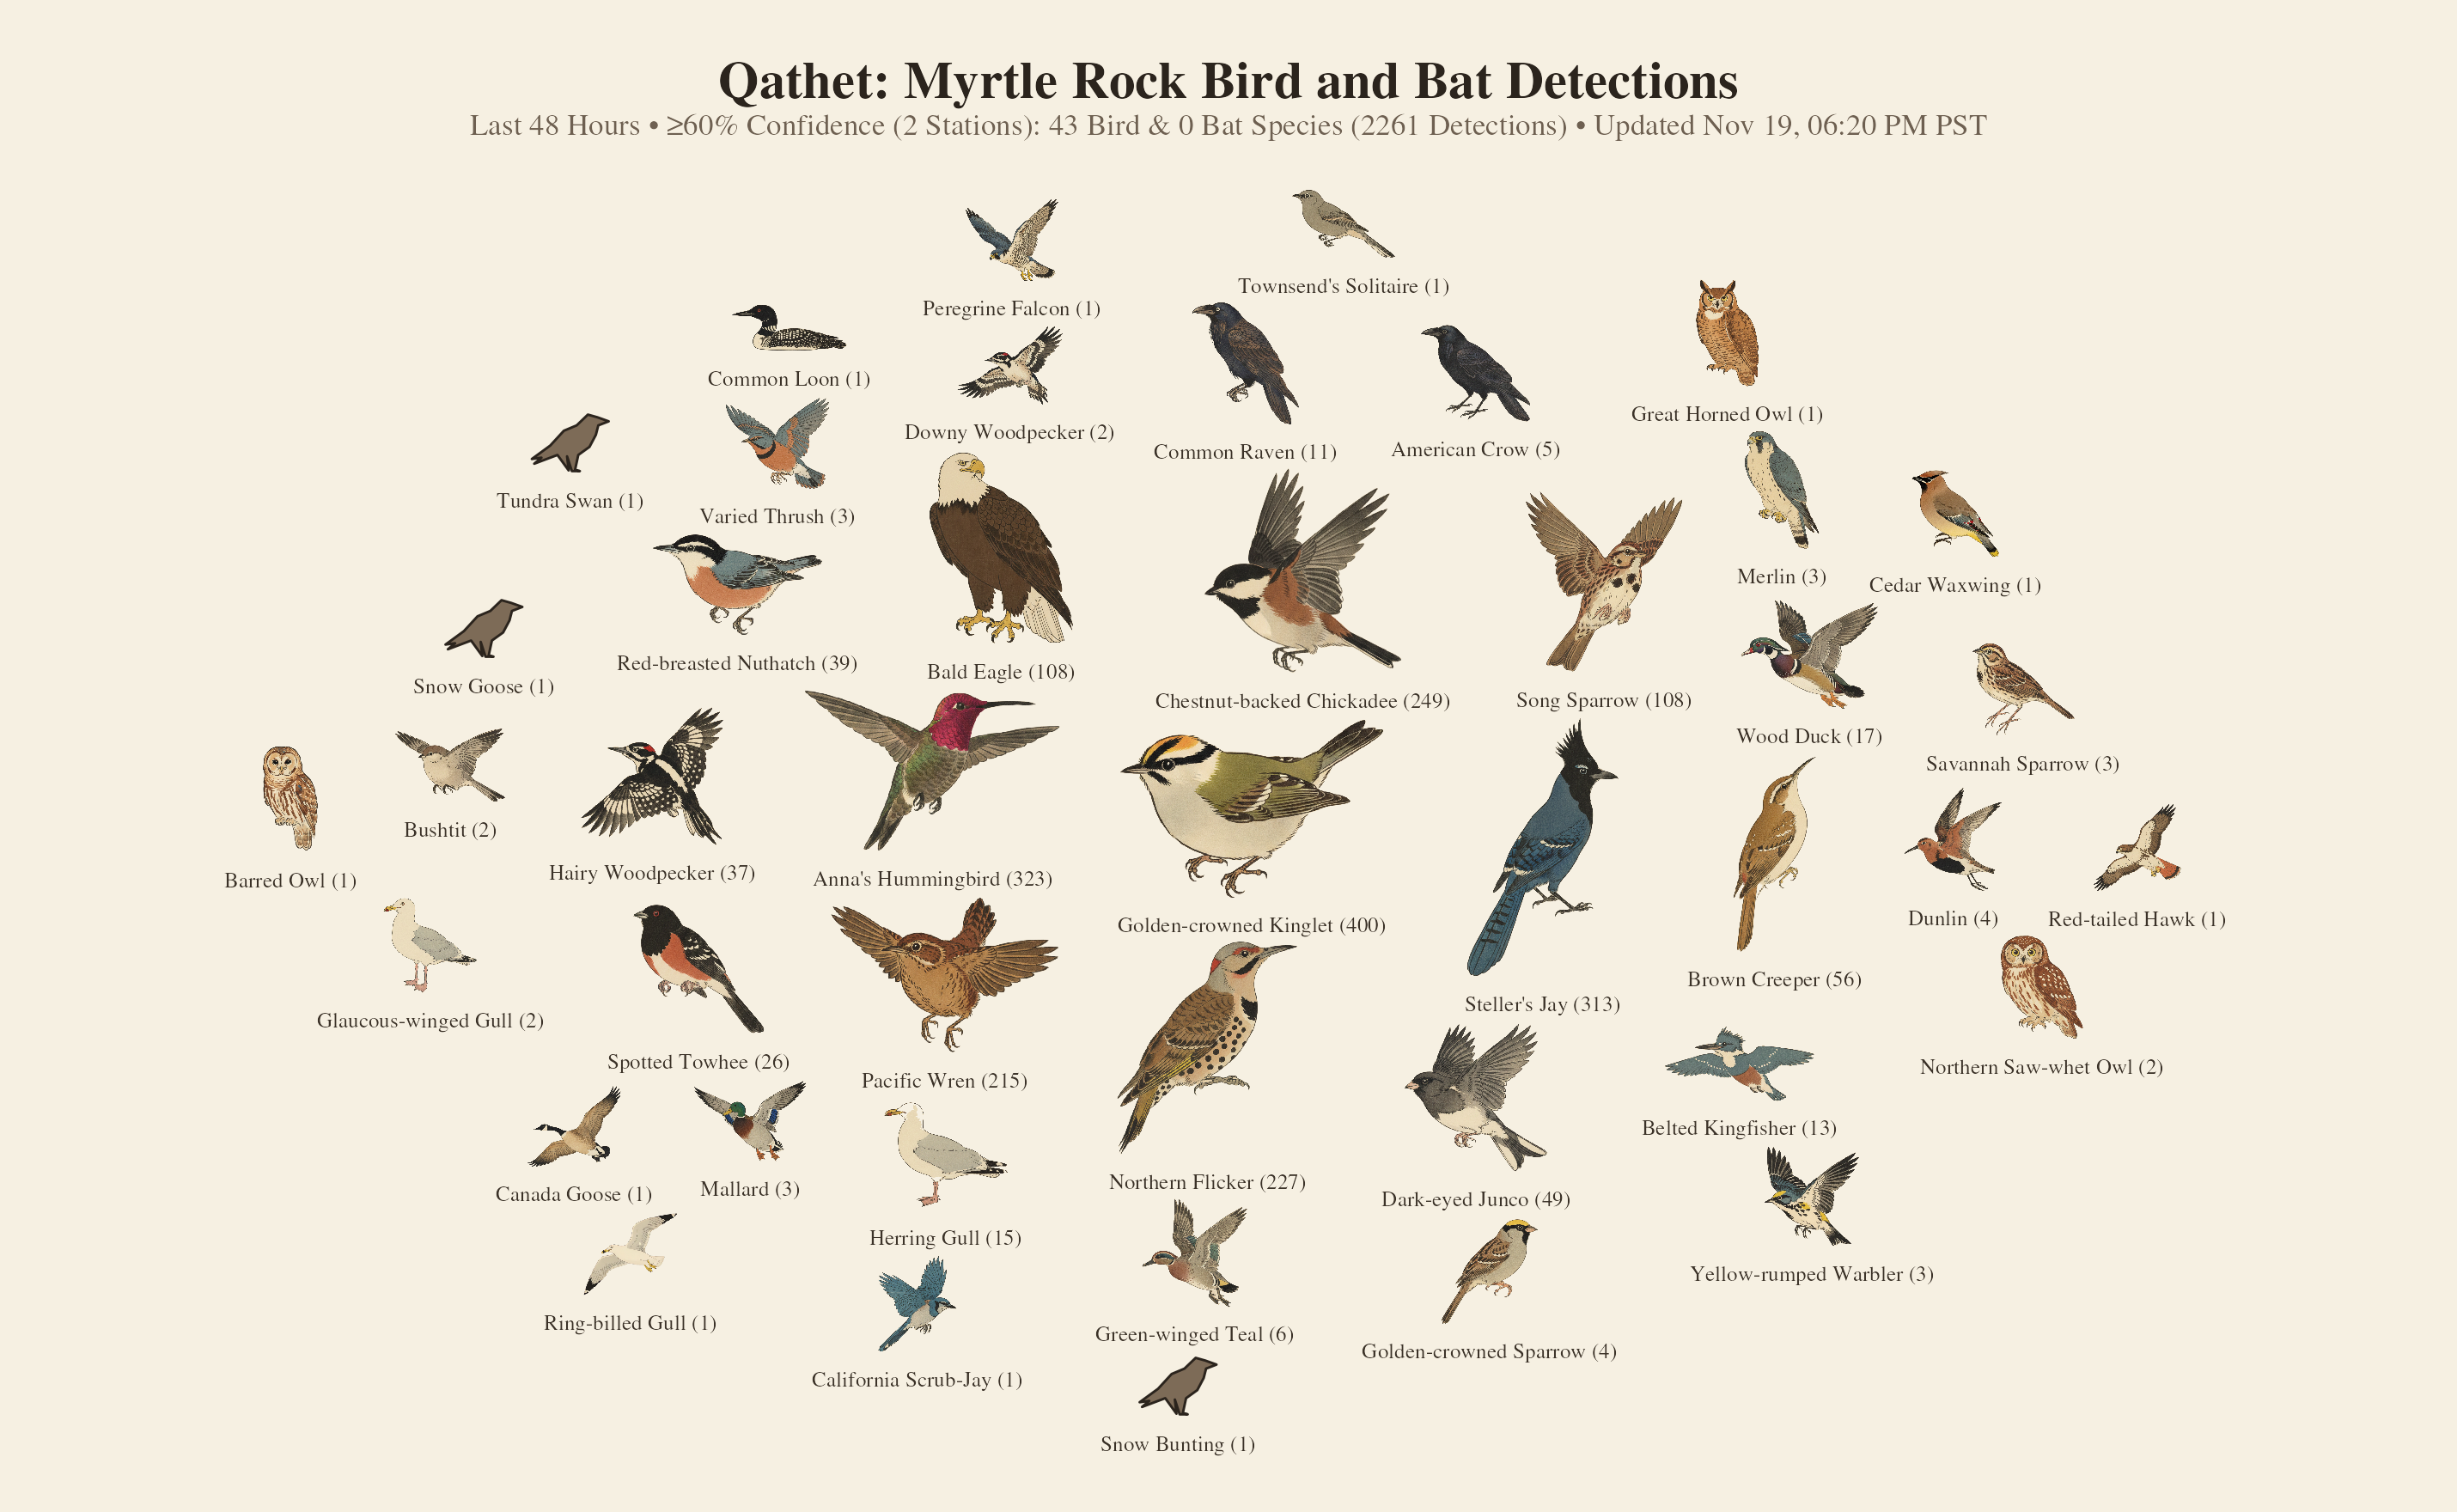 Qathet: Myrtle Rock Bird and Bat Detections
Last 48 Hours • ≥60% Confidence (2 Stations): 43 Bird & 0 Bat Species (2261 Detections) • Updated Nov 19, 06:20 PM PST
Townsend's Solitaire (1)
Peregrine Falcon (1)
Common Loon (1)
Great Horned Owl (1)
Downy Woodpecker (2)
American Crow (5)
Common Raven (11)
Tundra Swan (1)
Varied Thrush (3)
Merlin (3)
Cedar Waxwing (1)
Red-breasted Nuthatch (39)
Bald Eagle (108)
Snow Goose (1)
Song Sparrow (108)
Chestnut-backed Chickadee (249)
Wood Duck (17)
Savannah Sparrow (3)
Bushtit (2)
Hairy Woodpecker (37)
Anna's Hummingbird (323)
Barred Owl (1)
Dunlin (4)
Red-tailed Hawk (1)
Golden-crowned Kinglet (400)
Brown Creeper (56)
Steller's Jay (313)
Glaucous-winged Gull (2)
Spotted Towhee (26)
Northern Saw-whet Owl (2)
Pacific Wren (215)
Belted Kingfisher (13)
Northern Flicker (227)
Mallard (3)
Canada Goose (1)
Dark-eyed Junco (49)
Herring Gull (15)
Yellow-rumped Warbler (3)
Ring-billed Gull (1)
Green-winged Teal (6)
Golden-crowned Sparrow (4)
California Scrub-Jay (1)
Snow Bunting (1)